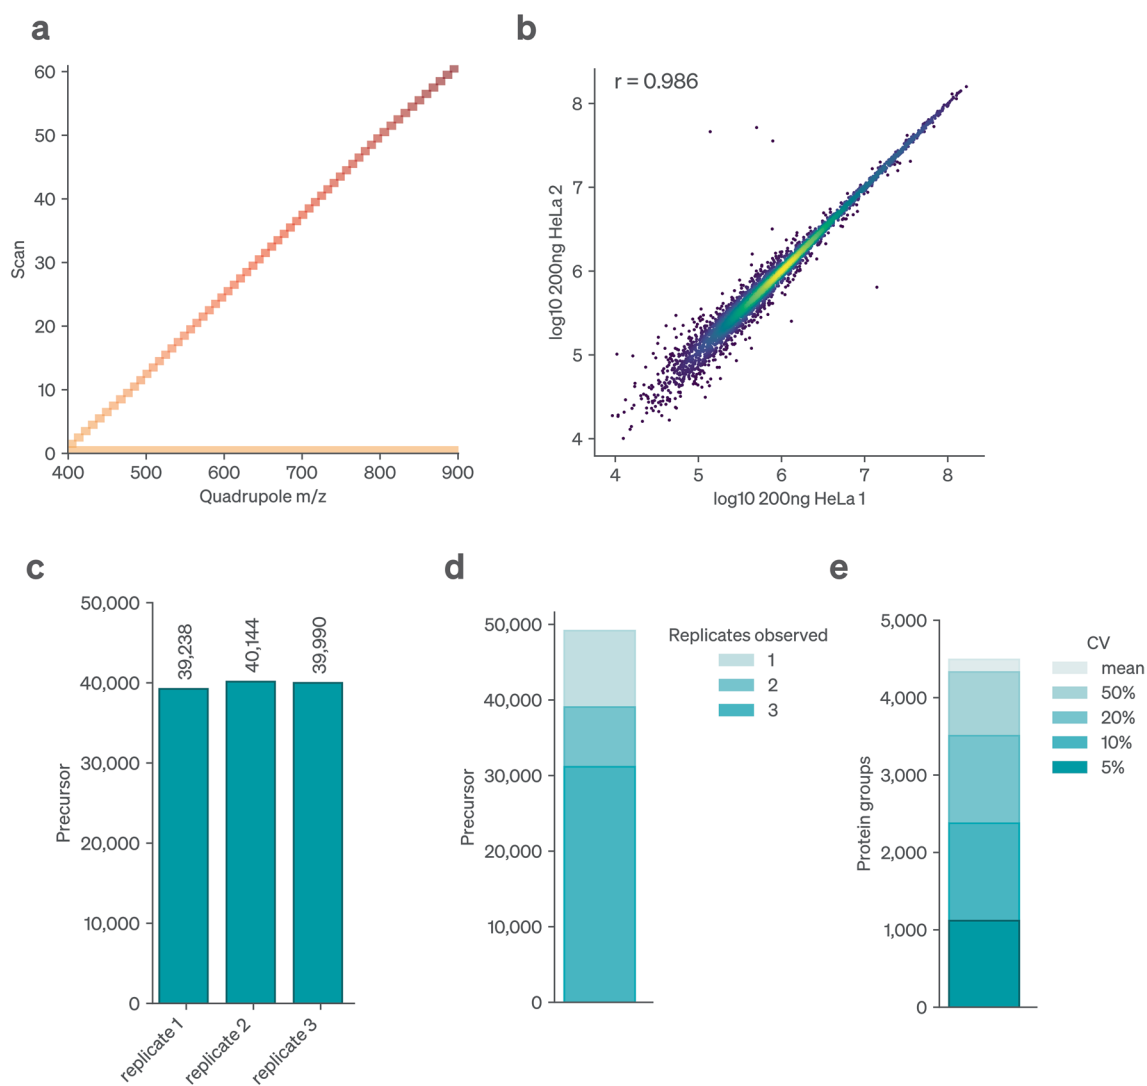 a
60
50
40
30
20
10
0
Scan
400 500 600 700 800 900
Quadrupole m/z
b
r = 0.986
8
7
6
5
4
log10 200ng HeLa 2
4 5 6 7 8
log10 200ng HeLa 1
c
50,000
40,000
30,000
20,000
10,000
0
Precursor
39,238
40,144
39,990
replicate 1
replicate 2
replicate 3
d
50,000
40,000
30,000
20,000
10,000
0
Precursor
Replicates observed
1
2
3
e
5,000
4,000
3,000
2,000
1,000
0
Protein groups
CV
mean
50%
20%
10%
5%